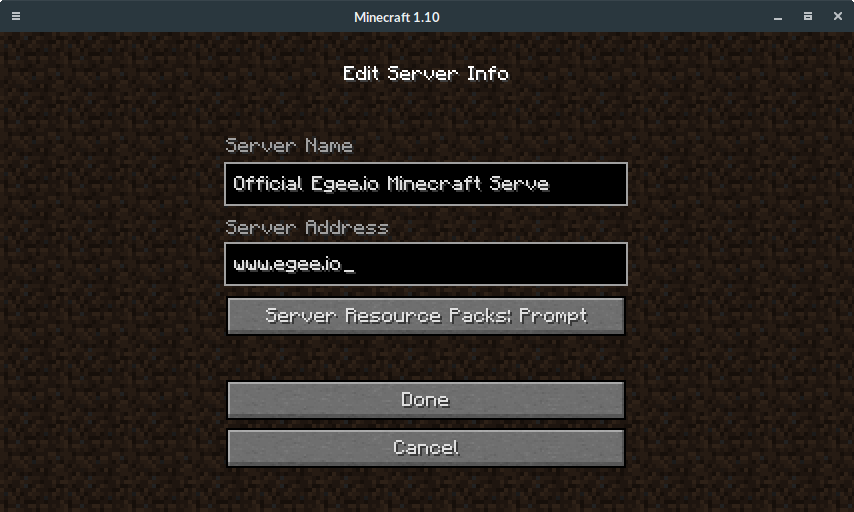 Minecraft 1.10
Edit Server Info
Server Name
Official Egee.io Minecraft Serve
Server Address
www.egee.io_
Server Resource Packs: Prompt
Done
Cancel